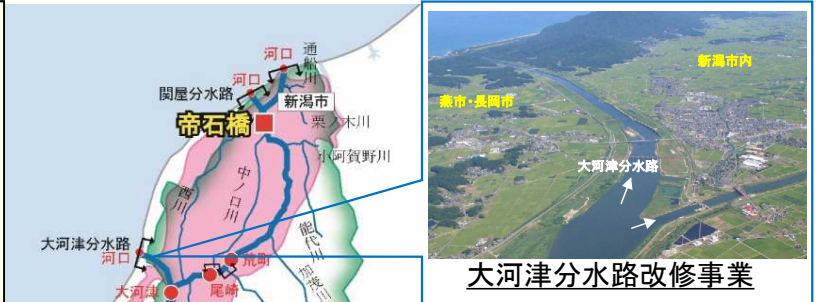 河口
通船川
河口
関屋分水路
新潟市
帝石橋
栗ノ木川
小阿賀野川
中ノ口川
西川
大河津分水路
河口
能代川
荒町
加茂川
大河津
尾崎
新潟市内
燕市・長岡市
大河津分水路
大河津分水路改修事業